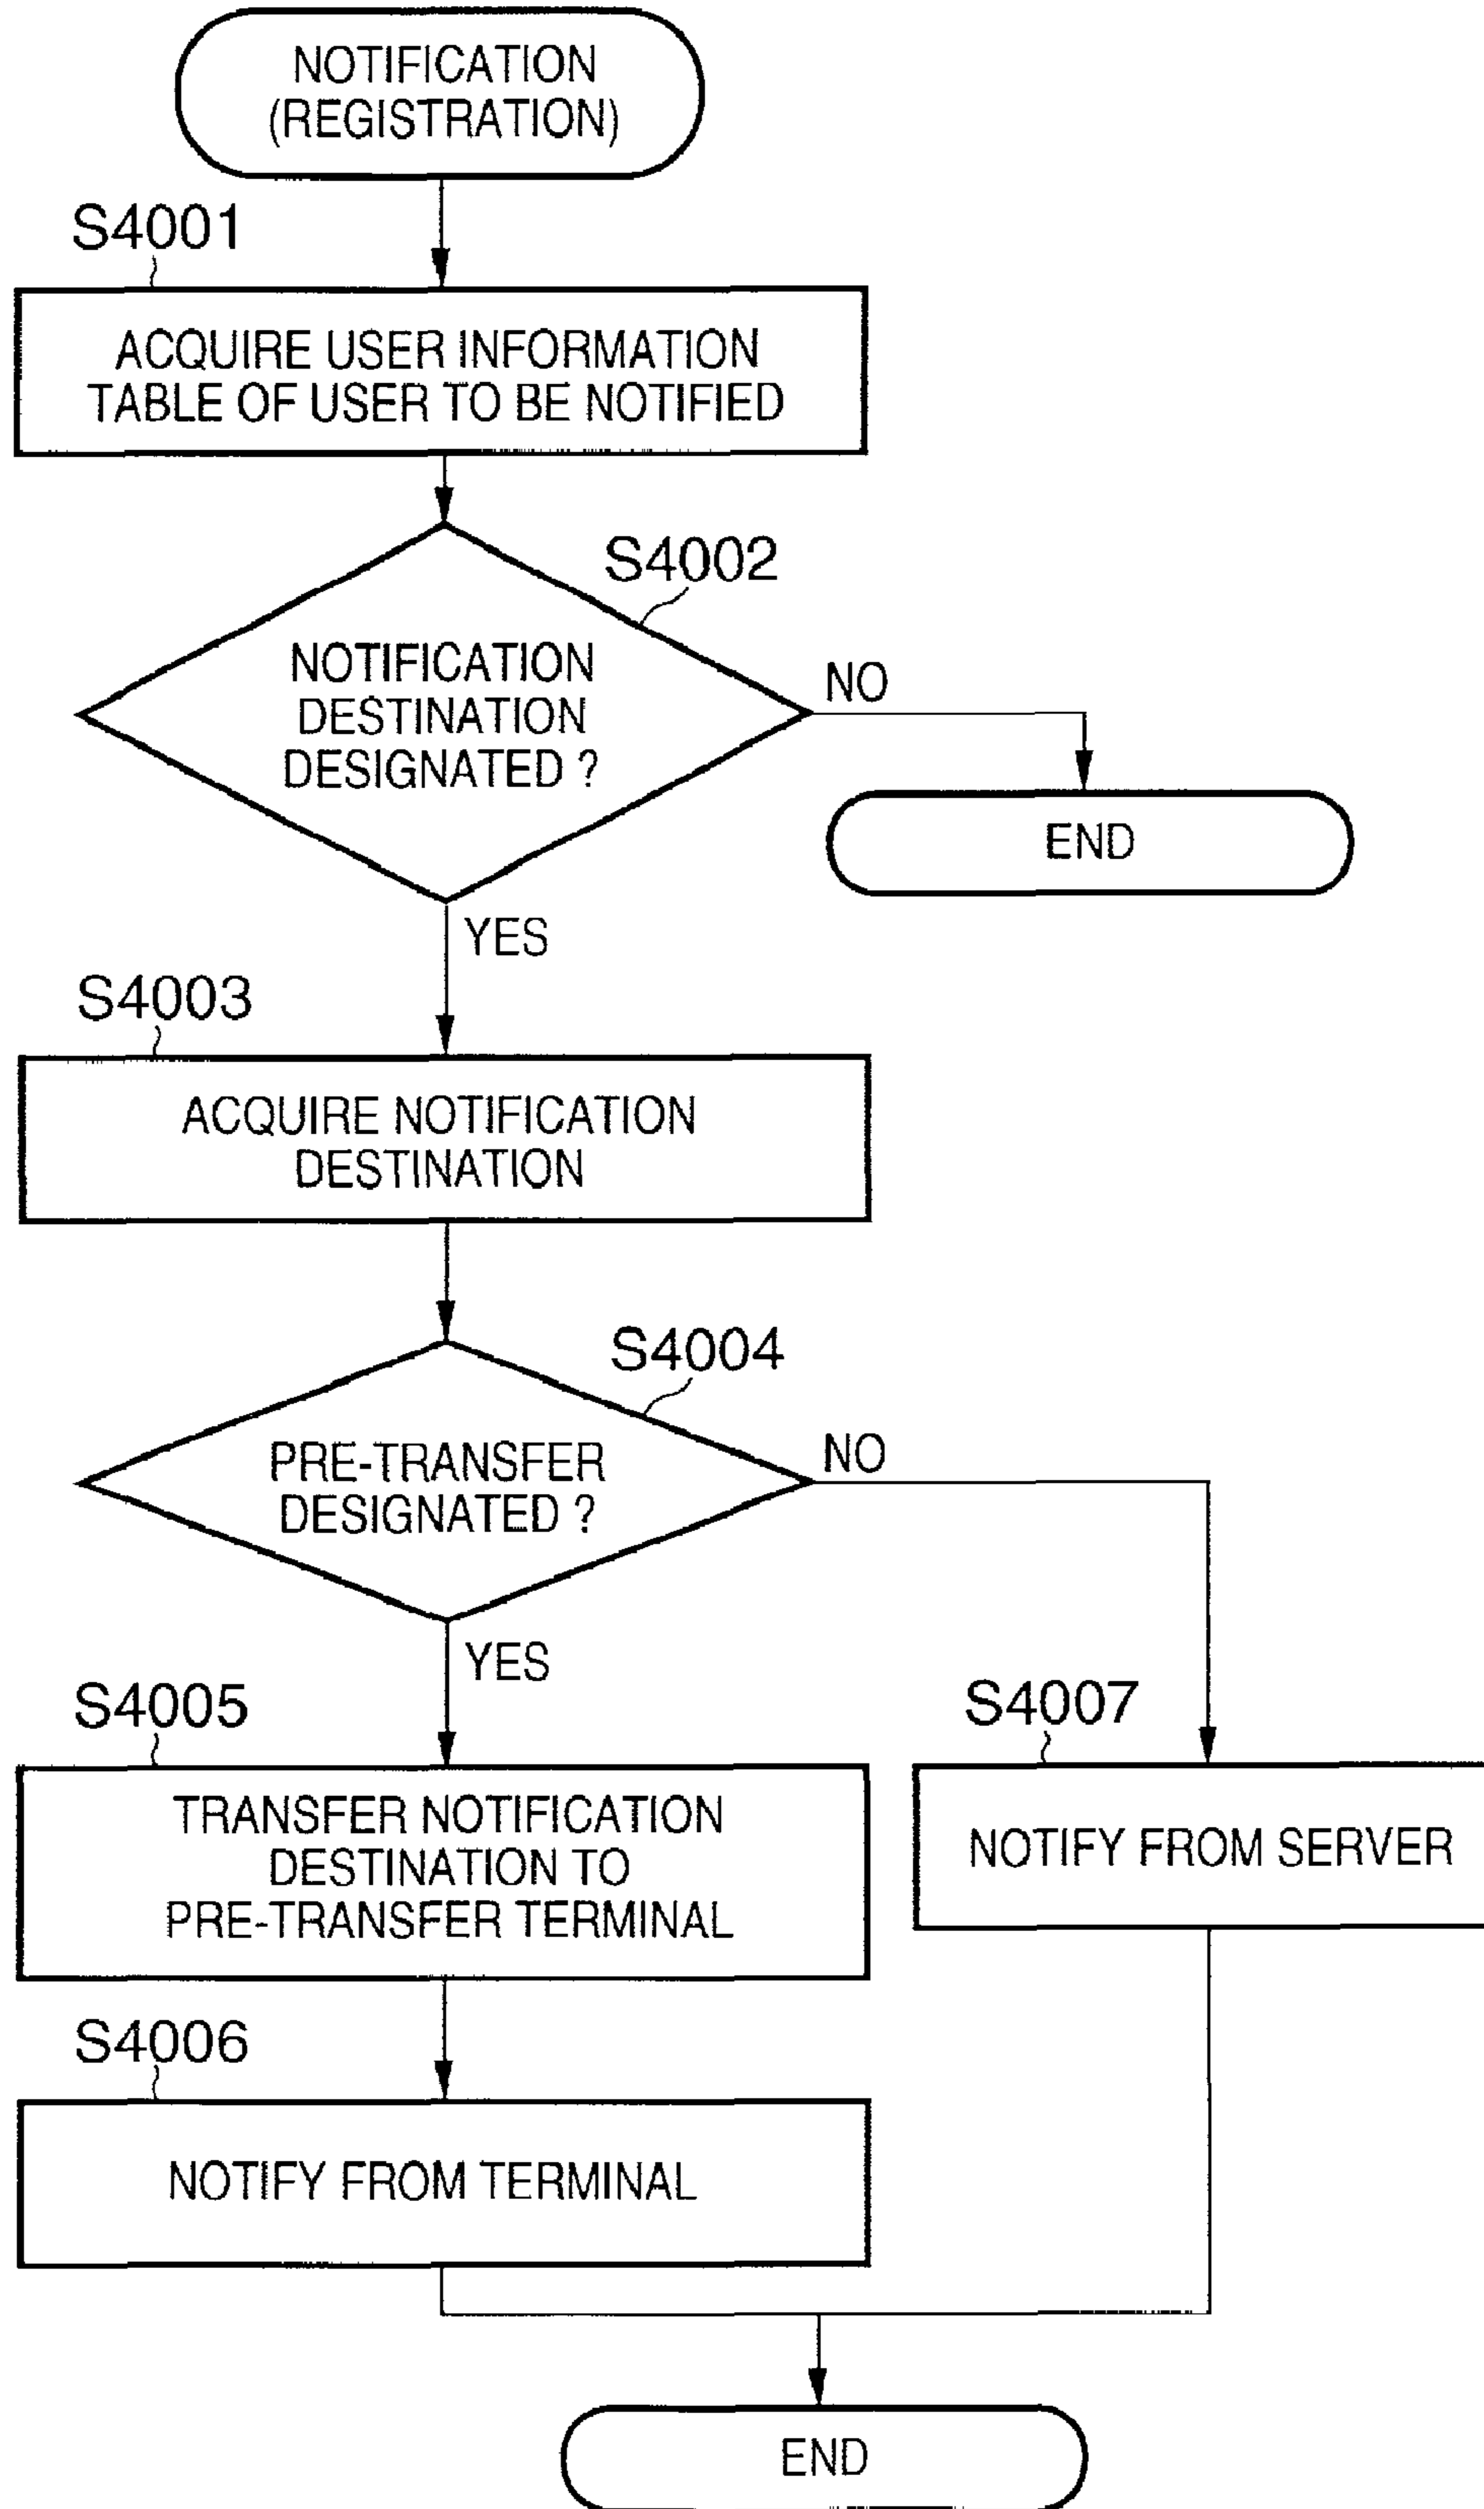 NOTIFICATION
(REGISTRATION)
S4001
ACQUIRE USER INFORMATION
TABLE OF USER TO BE NOTIFIED
S4002
NOTIFICATION
DESTINATION
DESIGNATED ?
NO
END
YES
S4003
ACQUIRE NOTIFICATION
DESTINATION
S4004
PRE-TRANSFER
DESIGNATED ?
NO
YES
S4005
TRANSFER NOTIFICATION
DESTINATION TO
PRE-TRANSFER TERMINAL
S4007
NOTIFY FROM SERVER
S4006
NOTIFY FROM TERMINAL
END